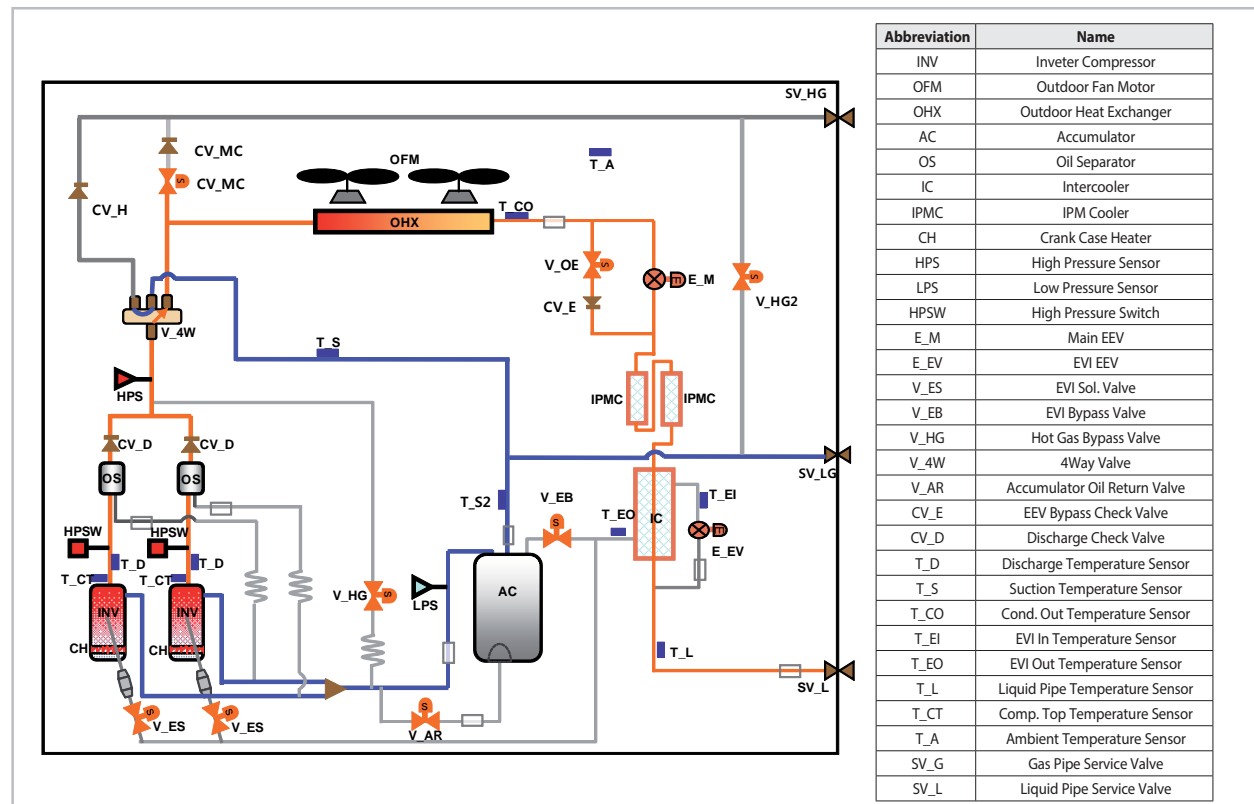 SV_HG
CV_MC
OFM
T_A
CV_MC
CV_H
T_CO
OHX
V_OE
E_M
V_HG2
CV_E
V_4W
T_S
HPS
IPMC
IPMC
CV_D
CV_D
OS
OS
SV_LG
T_S2
V_EB
T_EI
T_EO
IC
HPSW
HPSW
E_EV
T_D
T_D
T_CT
T_CT
V_HG
LPS
AC
INV
INV
CH
CH
T_L
SV_L
V_ES
V_ES
V_AR
S
S
S
S
S
S
S
S
E
E
Abbreviation Name
INV Inveter Compressor
OFM Outdoor Fan Motor
OHX Outdoor Heat Exchanger
AC Accumulator
OS Oil Separator
IC Intercooler
IPMC IPM Cooler
CH Crank Case Heater
HPS High Pressure Sensor
LPS Low Pressure Sensor
HPSW High Pressure Switch
E_M Main EEV
E_EV EVI EEV
V_ES EVI Sol. Valve
V_EB EVI Bypass Valve
V_HG Hot Gas Bypass Valve
V_4W 4Way Valve
V_AR Accumulator Oil Return Valve
CV_E EEV Bypass Check Valve
CV_D Discharge Check Valve
T_D Discharge Temperature Sensor
T_S Suction Temperature Sensor
T_CO Cond. Out Temperature Sensor
T_EI EVI In Temperature Sensor
T_EO EVI Out Temperature Sensor
T_L Liquid Pipe Temperature Sensor
T_CT Comp. Top Temperature Sensor
T_A Ambient Temperature Sensor
SV_G Gas Pipe Service Valve
SV_L Liquid Pipe Service Valve